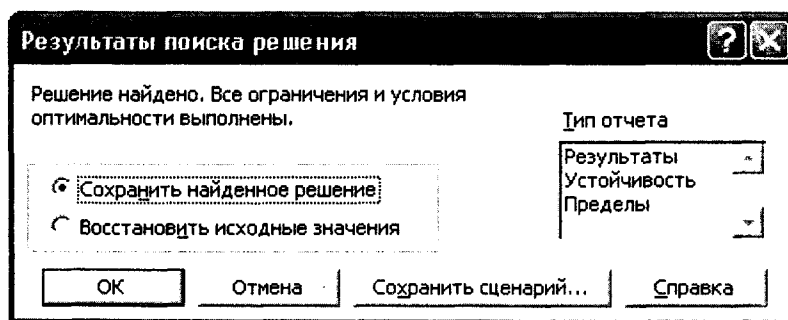 Результаты поиска решения
Решение найдено. Все ограничения и условия
оптимальности выполнены.
Тип отчета
Результаты
Устойчивость
Пределы
Сохранить найденное решение
Восстановить исходные значения
ОК
Отмена
Сохранить сценарий...
Справка